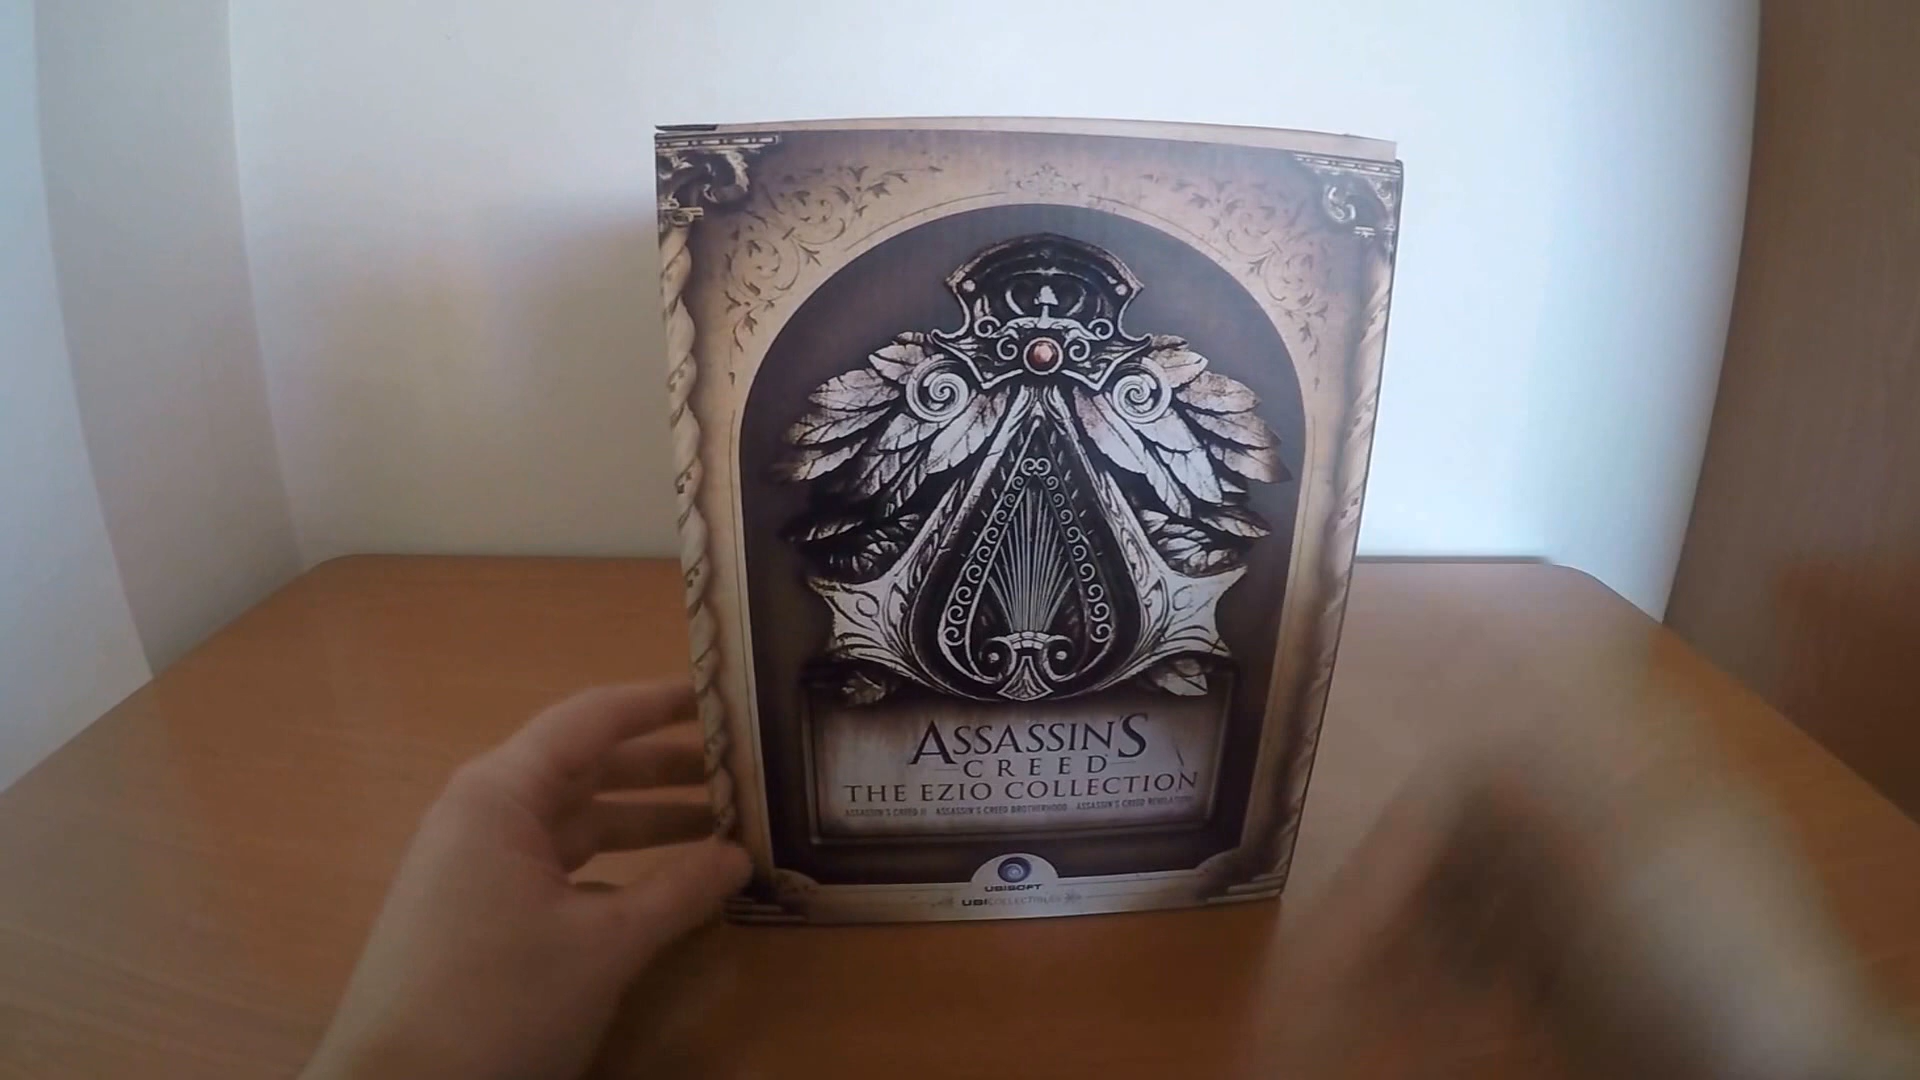 ASSASSIN'S
CREED
THE EZIO COLLECTION
ASSASSIN'S CREED II ASSASSIN'S CREED BROTHERHOOD ASSASSIN'S CREED REVELATIONS
UBISOFT
UBICOLLECTIBLES